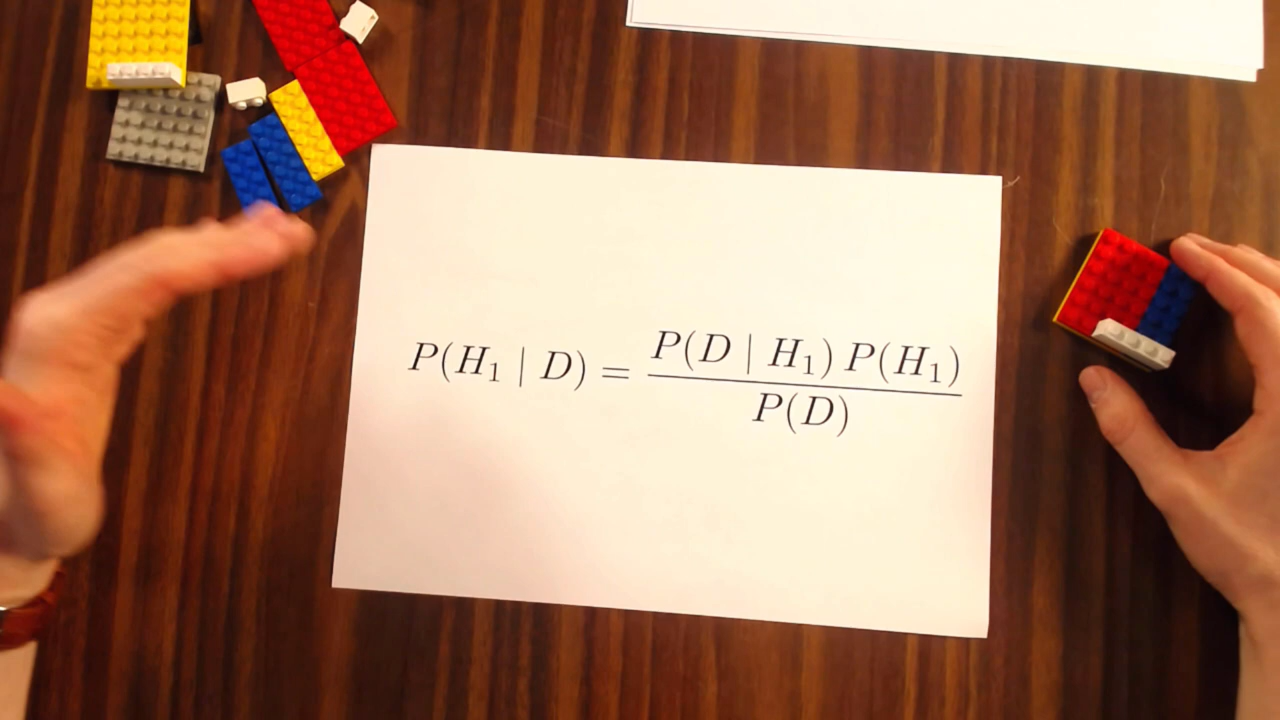 P(H₁ | D) = P(D | H₁) P(H₁) / P(D)